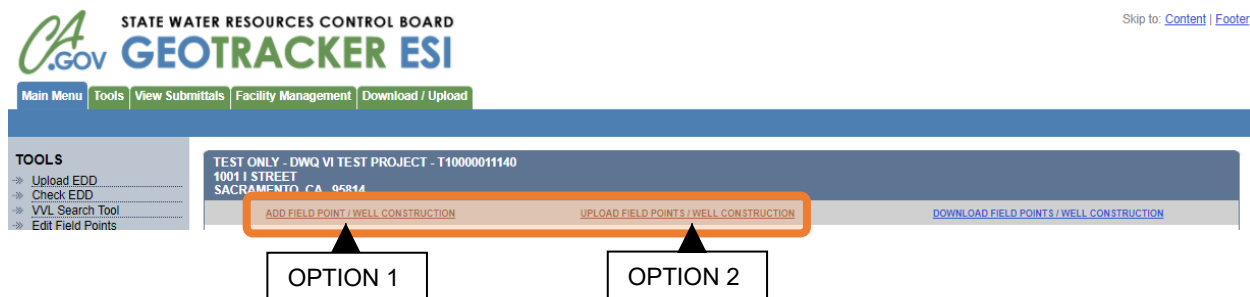 CA.GOV
STATE WATER RESOURCES CONTROL BOARD
GEOTRACKER ESI
Skip to: Content | Footer
Main Menu Tools View Submittals Facility Management Download / Upload
TOOLS
Upload EDD
Check EDD
VVL Search Tool
Edit Field Points
TEST ONLY - DWQ VI TEST PROJECT - T10000011140
1001 I STREET
SACRAMENTO, CA 95814
ADD FIELD POINT / WELL CONSTRUCTION UPLOAD FIELD POINTS / WELL CONSTRUCTION DOWNLOAD FIELD POINTS / WELL CONSTRUCTION
OPTION 1 OPTION 2